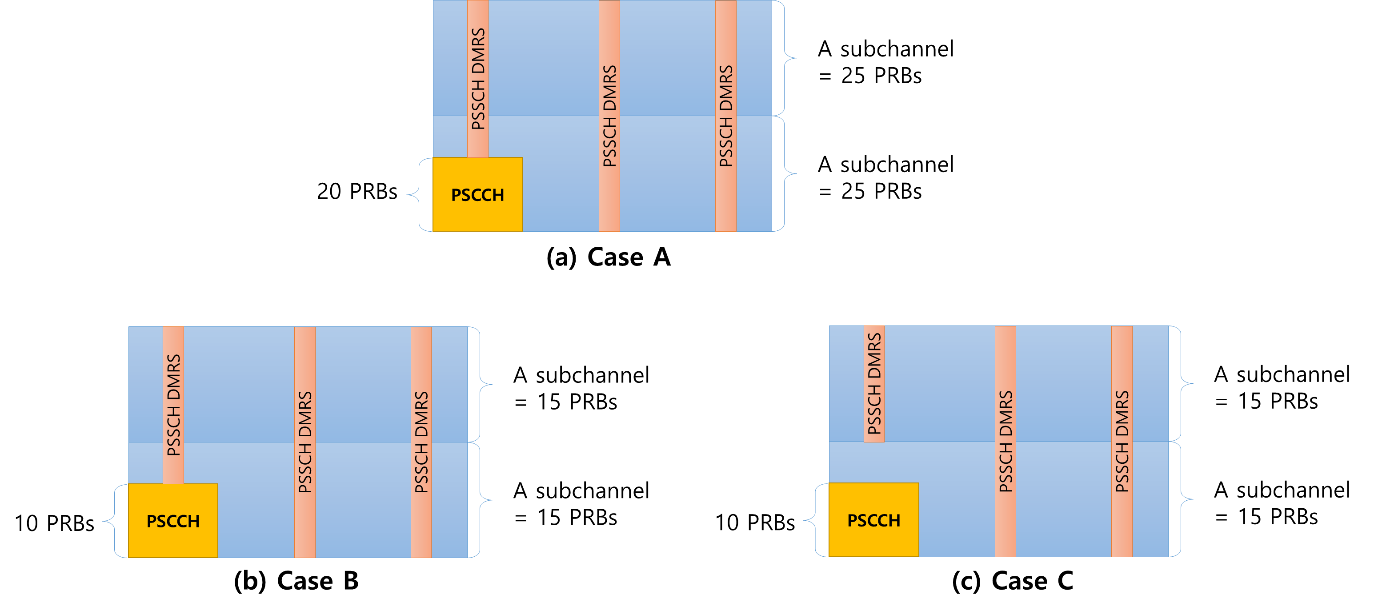 PSSCH DMRS
PSSCH DMRS
PSSCH DMRS
A subchannel
= 25 PRBs
A subchannel
= 25 PRBs
20 PRBs
PSCCH
(a) Case A
PSSCH DMRS
PSSCH DMRS
PSSCH DMRS
A subchannel
= 15 PRBs
A subchannel
= 15 PRBs
10 PRBs
PSCCH
(b) Case B
PSSCH DMRS
PSSCH DMRS
PSSCH DMRS
A subchannel
= 15 PRBs
A subchannel
= 15 PRBs
10 PRBs
PSCCH
(c) Case C